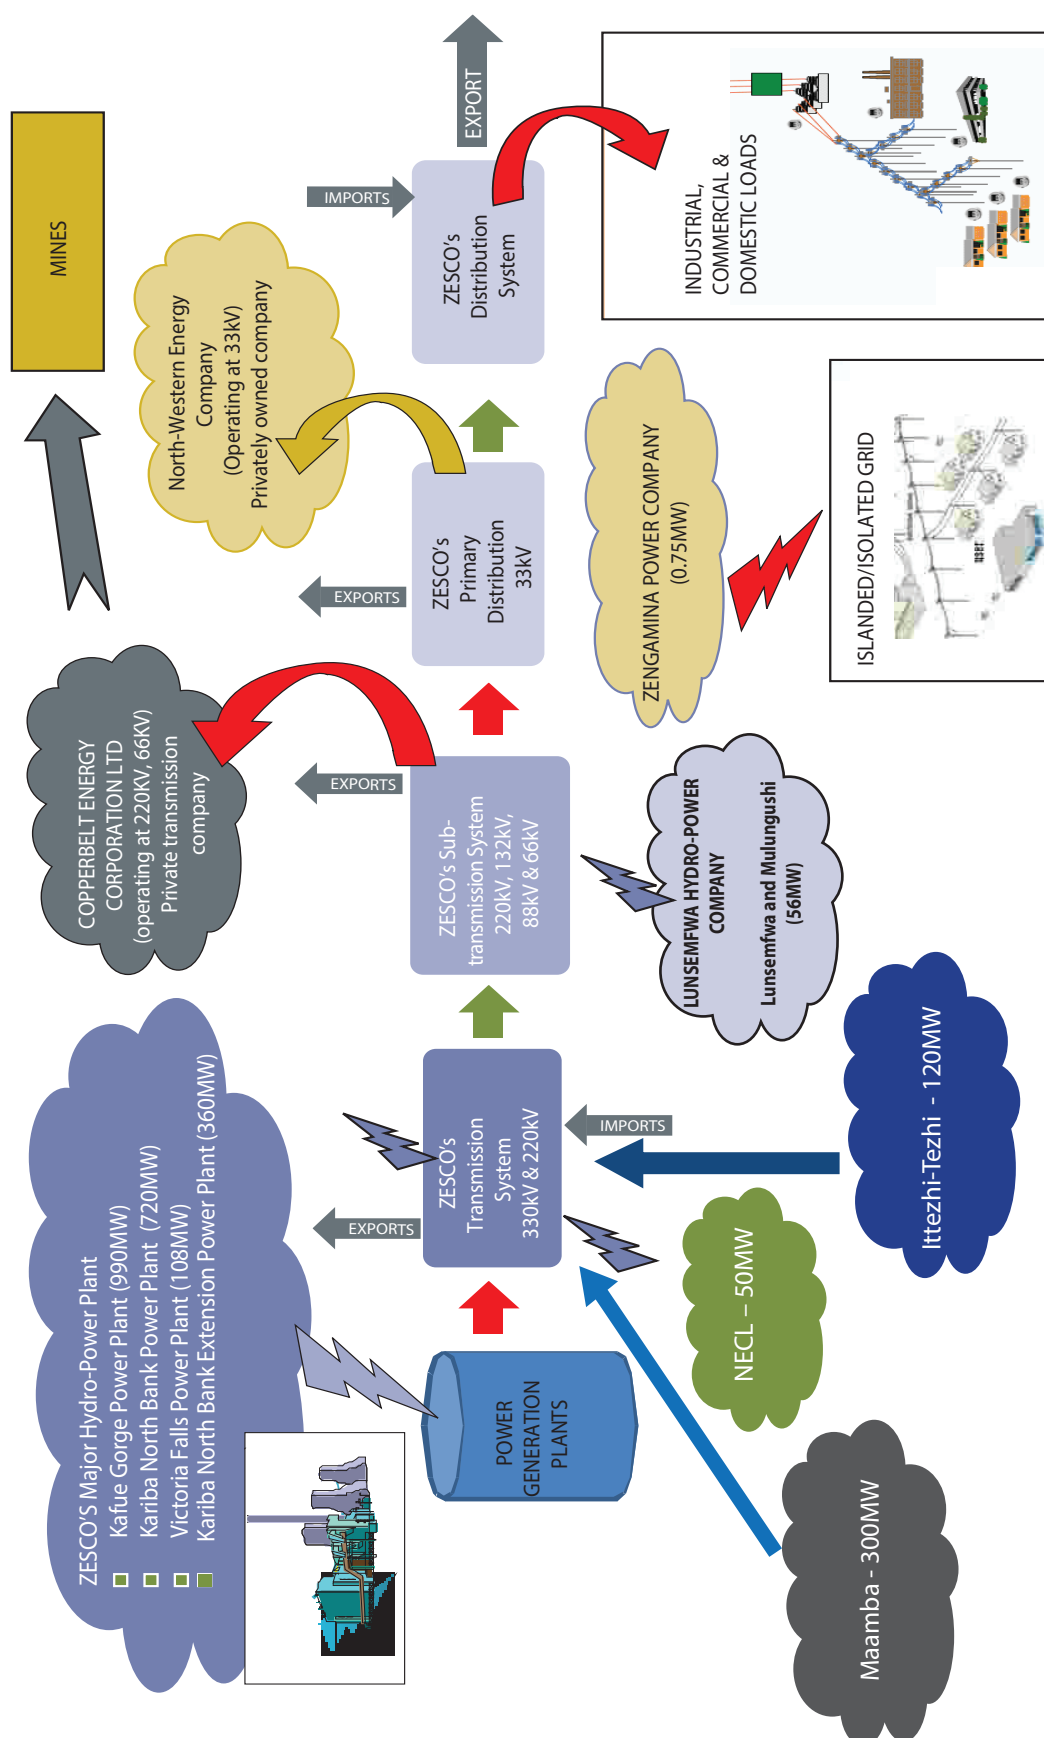 ZESCO'S Major Hydro-Power Plant
Kafue Gorge Power Plant (990MW)
Kariba North Bank Power Plant (720MW)
Victoria Falls Power Plant (108MW)
Kariba North Bank Extension Power Plant (360MW)
COPPERBELT ENERGY
CORPORATION LTD
(operating at 220KV, 66KV)
Private transmission
company
MINES
North-Western Energy
Company
(Operating at 33kV)
Privately owned company
EXPORTS
EXPORTS
EXPORTS
IMPORTS
EXPORT
POWER
GENERATION
PLANTS
ZESCO's
Transmission
System
330kV & 220kV
ZESCO's Sub-
transmission System
220kV, 132kV,
88kV & 66kV
ZESCO's
Primary
Distribution
33kV
ZESCO's
Distribution
System
IMPORTS
Maamba - 300MW
NECL – 50MW
Ittezhi-Tezhi - 120MW
LUNSEMFWA HYDRO-POWER
COMPANY
Lunsemfwa and Mulungushi
(56MW)
ZENGAMINA POWER COMPANY
(0.75MW)
ISLANDED/ISOLATED GRID
INDUSTRIAL,
COMMERCIAL &
DOMESTIC LOADS